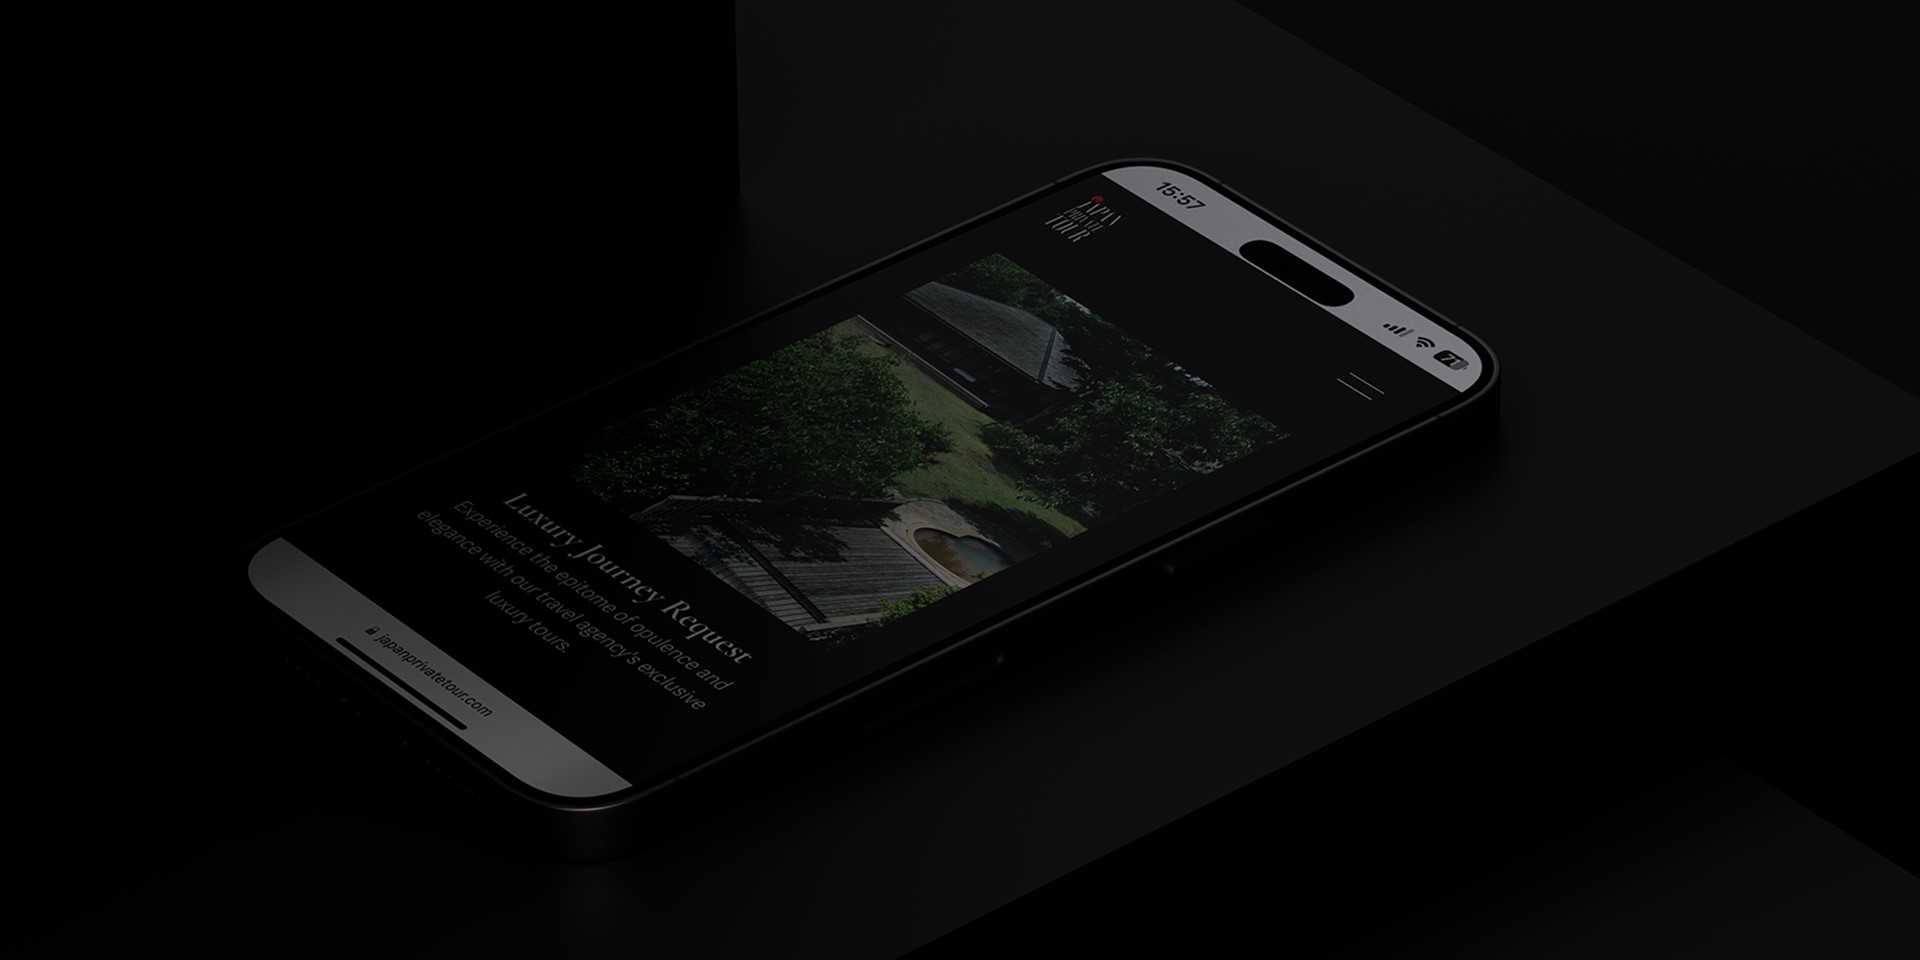 15:57
71
JAPAN
PRIVATE
TOUR
Luxury Journey Request
Experience the epitome of opulence and
elegance with our travel agency's exclusive
luxury tours.
japanprivatetour.com